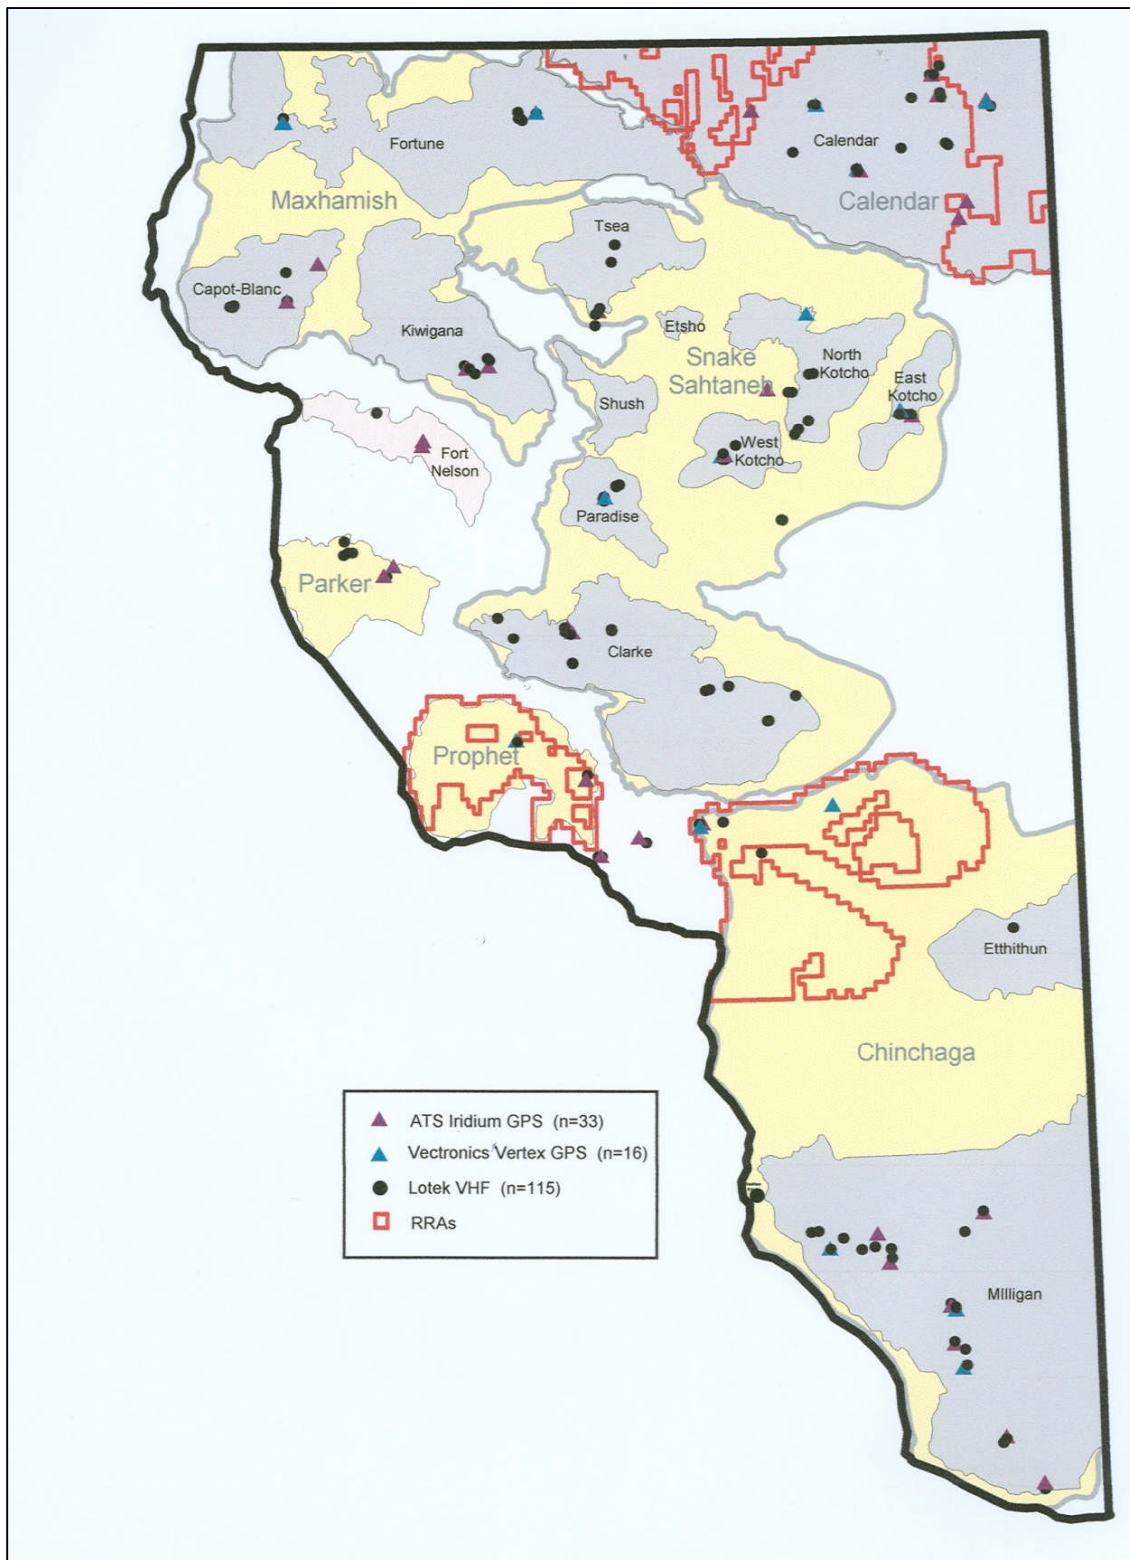 Fortune
Calendar
Maxhamish
Calendar
Tsea
Capot-Blanc
Kiwigana
Etsho
Snake
Sahtaneh
North
Kotcho
East
Kotcho
Shush
West
Kotcho
Fort
Nelson
Paradise
Parker
Clarke
Prophet
Etthithun
Chinchaga
ATS Iridium GPS (n=33)
Vectronics Vertex GPS (n=16)
Lotek VHF (n=115)
RRAs
MIlligan